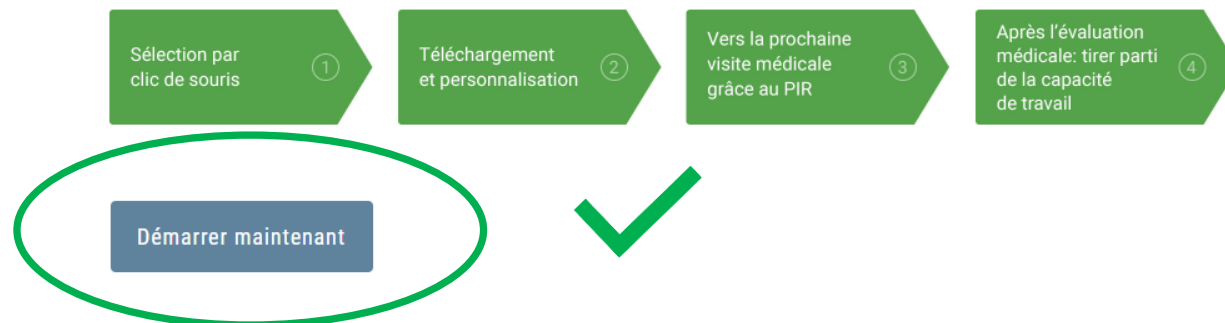 Sélection par
clic de souris
1
Téléchargement
et personnalisation
2
Vers la prochaine
visite médicale
grâce au PIR
3
Après l'évaluation
médicale: tirer parti
de la capacité
de travail
4
Démarrer maintenant